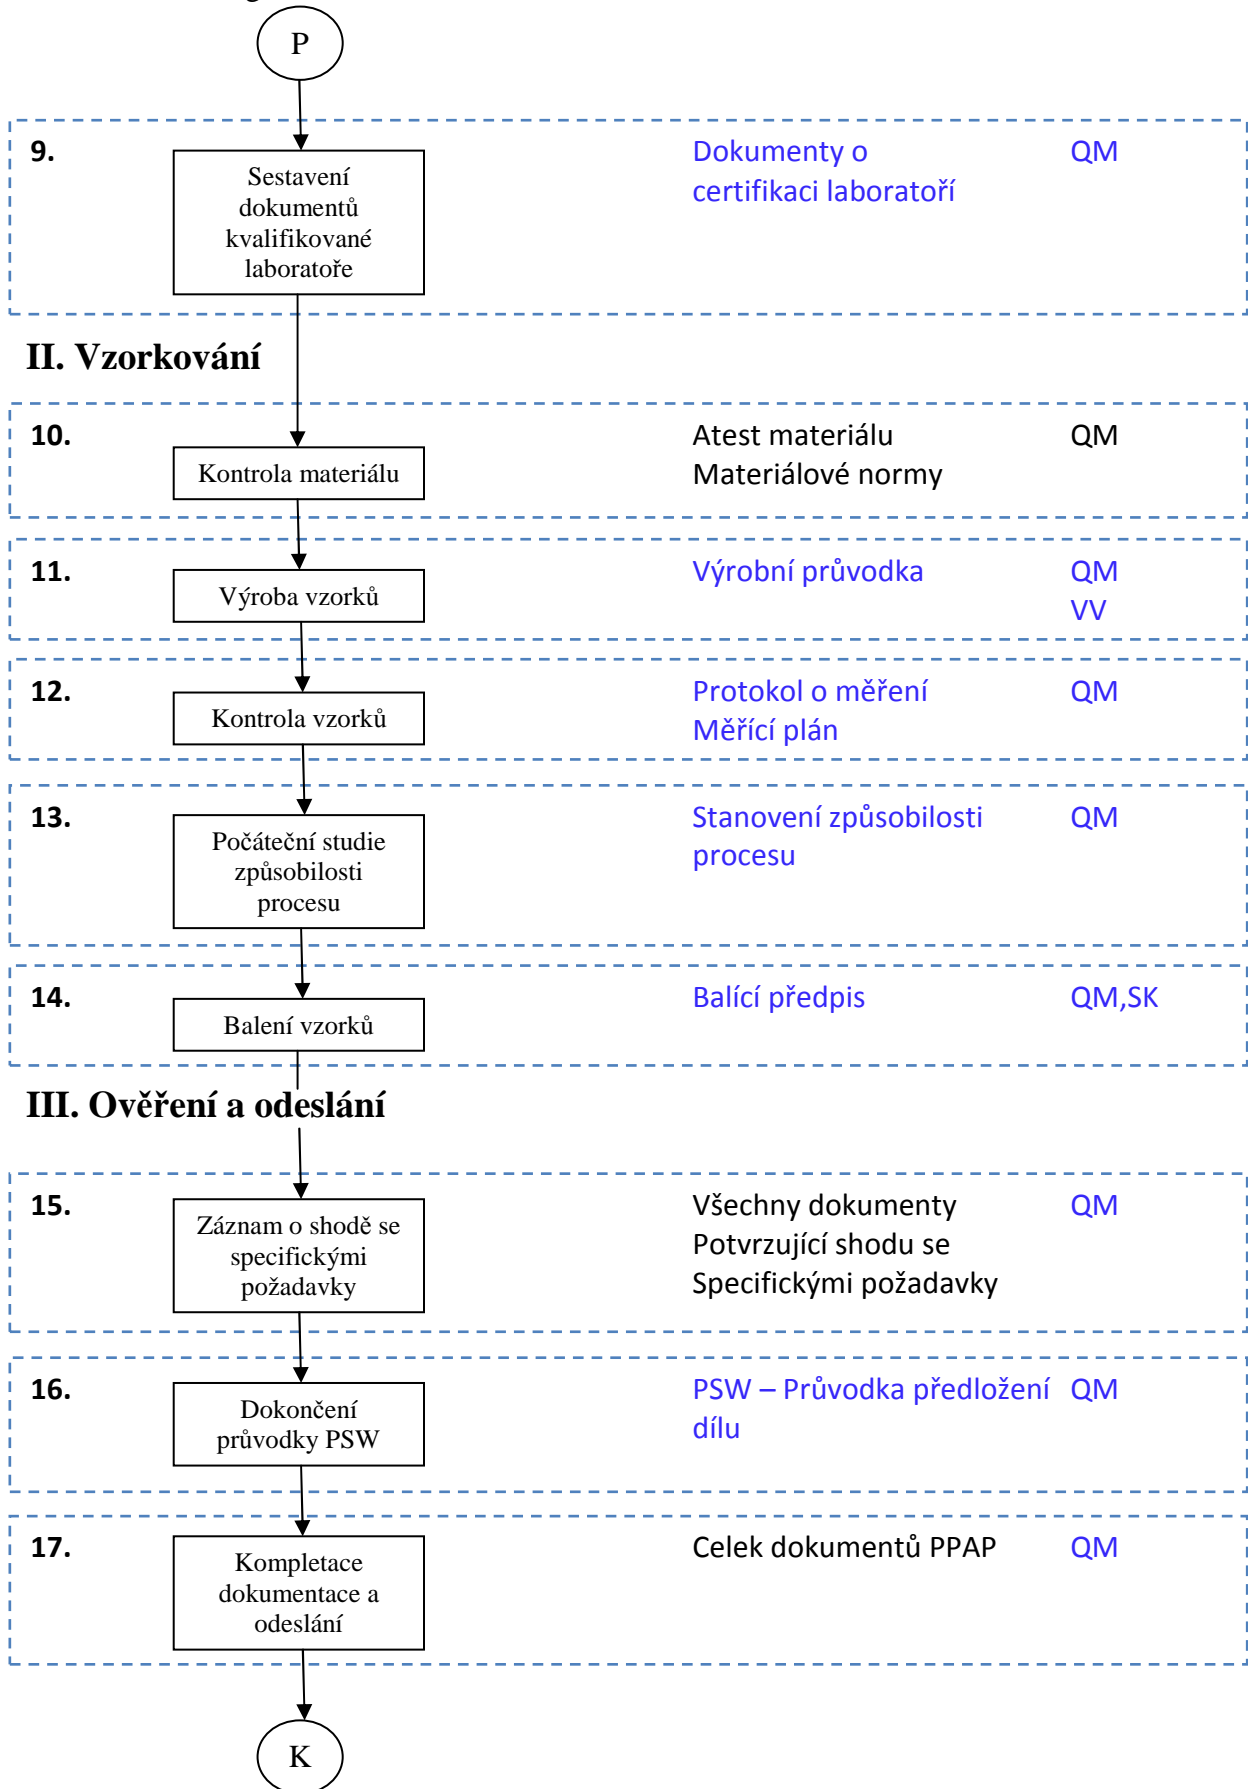 P
9.
Sestavení
dokumentů
kvalifikované
laboratoře
Dokumenty o
certifikaci laboratoří
QM
II. Vzorkování
10.
Kontrola materiálu
Atest materiálu
Materiálové normy
QM
11.
Výroba vzorků
Výrobní průvodka
QM
VV
12.
Kontrola vzorků
Protokol o měření
Měřící plán
QM
13.
Počáteční studie
způsobilosti
procesu
Stanovení způsobilosti
procesu
QM
14.
Balení vzorků
Balící předpis
QM,SK
III. Ověření a odeslání
15.
Záznam o shodě se
specifickými
požadavky
Všechny dokumenty
Potvrzující shodu se
Specifickými požadavky
QM
16.
Dokončení
průvodky PSW
PSW – Průvodka předložení
dílu
QM
17.
Kompletace
dokumentace a
odeslání
Celek dokumentů PPAP
QM
K